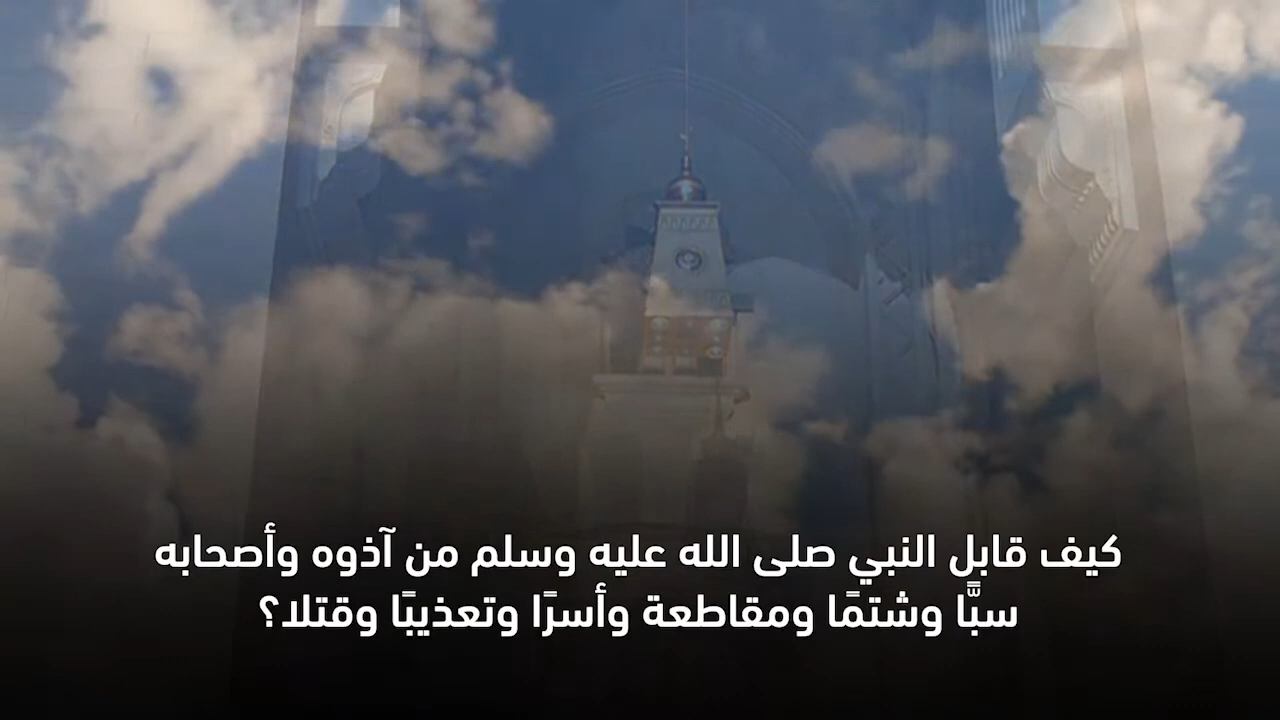 كيف قابل النبي صلى الله عليه وسلم من آذوه وأصحابه
سبًّا وشتمًا ومقاطعة وأسرًا وتعذيبًا وقتلا؟